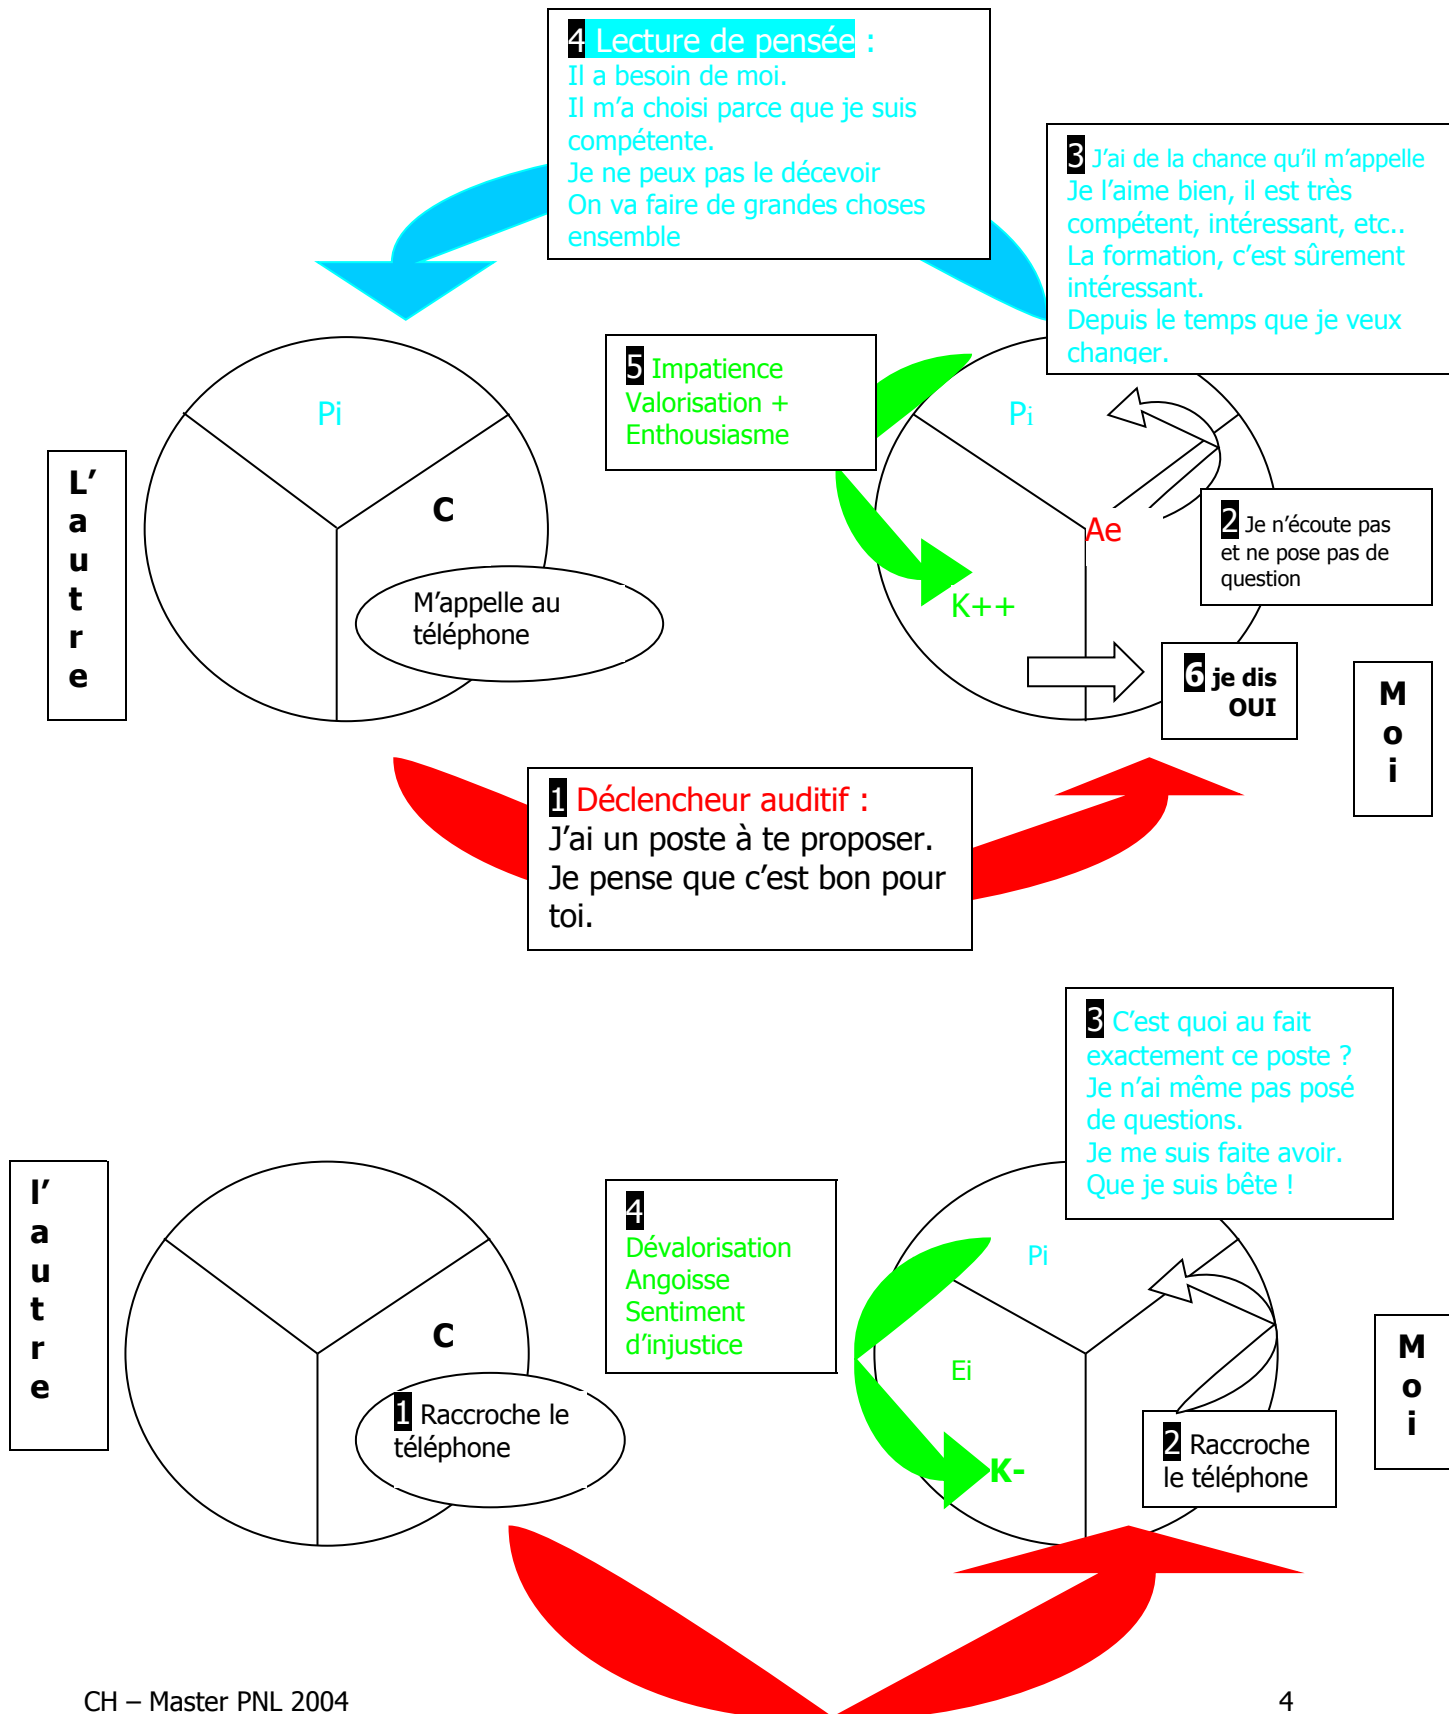 4 Lecture de pensée :
Il a besoin de moi.
Il m'a choisi parce que je suis
compétente.
Je ne peux pas le décevoir
On va faire de grandes choses
ensemble
3 J'ai de la chance qu'il m'appelle
Je l'aime bien, il est très
compétent, intéressant, etc..
La formation, c'est sûrement
intéressant.
Depuis le temps que je veux
changer.
5 Impatience
Valorisation +
Enthousiasme
Pi
Pi
L'
a
u
t
r
e
C
Ae
2 Je n'écoute pas
et ne pose pas de
question
M'appelle au
téléphone
K++
6 je dis
OUI
M
o
i
1 Déclencheur auditif :
J'ai un poste à te proposer.
Je pense que c'est bon pour
toi.
3 C'est quoi au fait
exactement ce poste ?
Je n'ai même pas posé
de questions.
Je me suis faite avoir.
Que je suis bête !
l'
a
u
t
r
e
4
Dévalorisation
Angoisse
Sentiment
d'injustice
Pi
C
Ei
M
o
i
1 Raccroche le
téléphone
K-
2 Raccroche
le téléphone
CH – Master PNL 2004
4